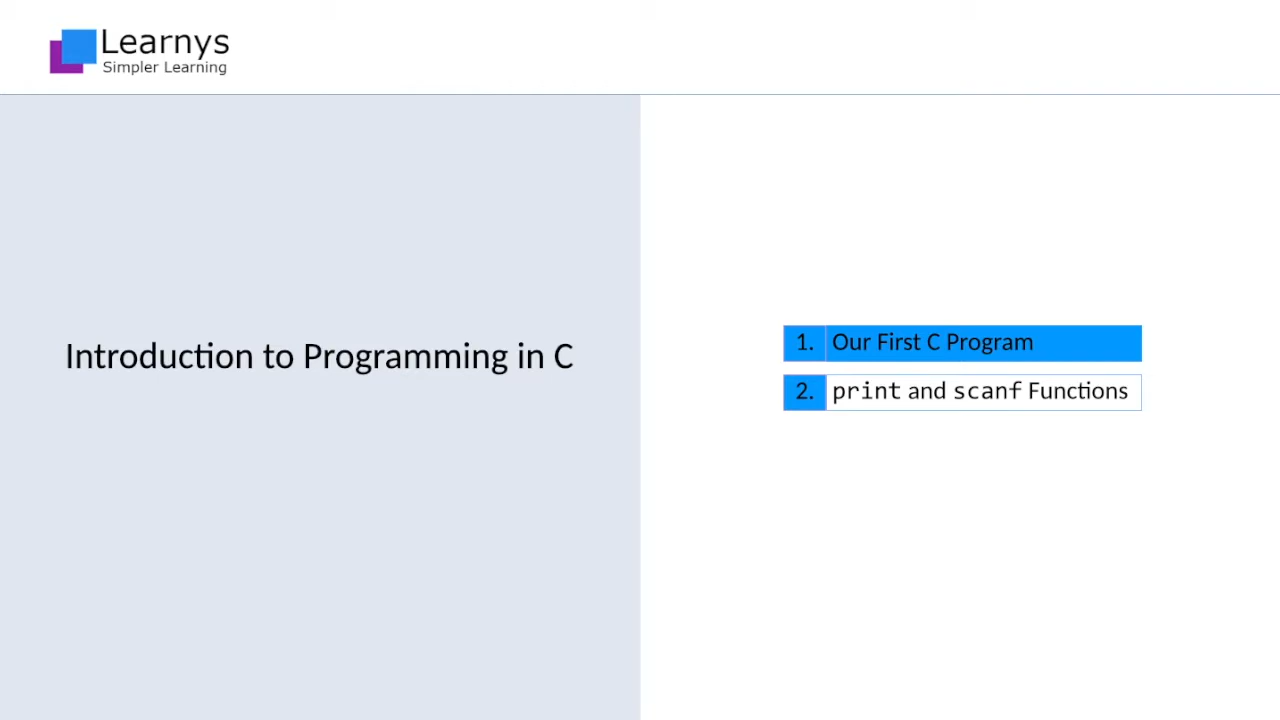 Learnys
Simpler Learning
Introduction to Programming in C
1. Our First C Program
2. print and scanf Functions